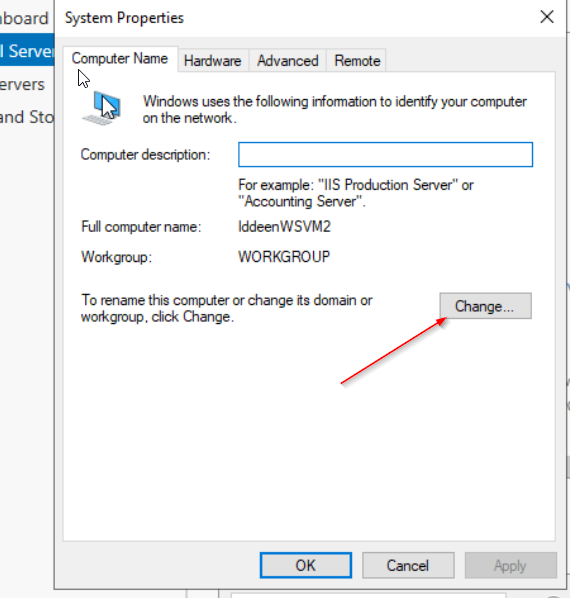 System Properties
board
l Server
ervers
and Sto
Computer Name
Hardware
Advanced
Remote
Windows uses the following information to identify your computer
on the network.
Computer description:
For example: "IIS Production Server" or
"Accounting Server".
Full computer name:
IddeenWSVM2
Workgroup:
WORKGROUP
To rename this computer or change its domain or
workgroup, click Change.
Change...
OK
Cancel
Apply